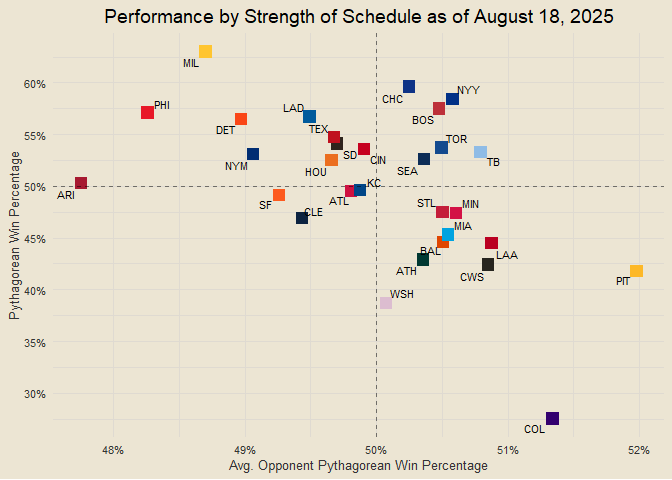 Performance by Strength of Schedule as of August 18, 2025
MIL
60%
CHC
NYY
PHI
LAD
BOS
55%
DET
TEX
TOR
NYM
HOU
SD
CIN
SEA
TB
50%
ARI
KC
SF
ATL
STL
MIN
CLE
45%
MIA
BAL
LAA
ATH
CWS
PIT
40%
WSH
35%
30%
COL
Pythagorean Win Percentage
48%
49%
50%
51%
52%
Avg. Opponent Pythagorean Win Percentage